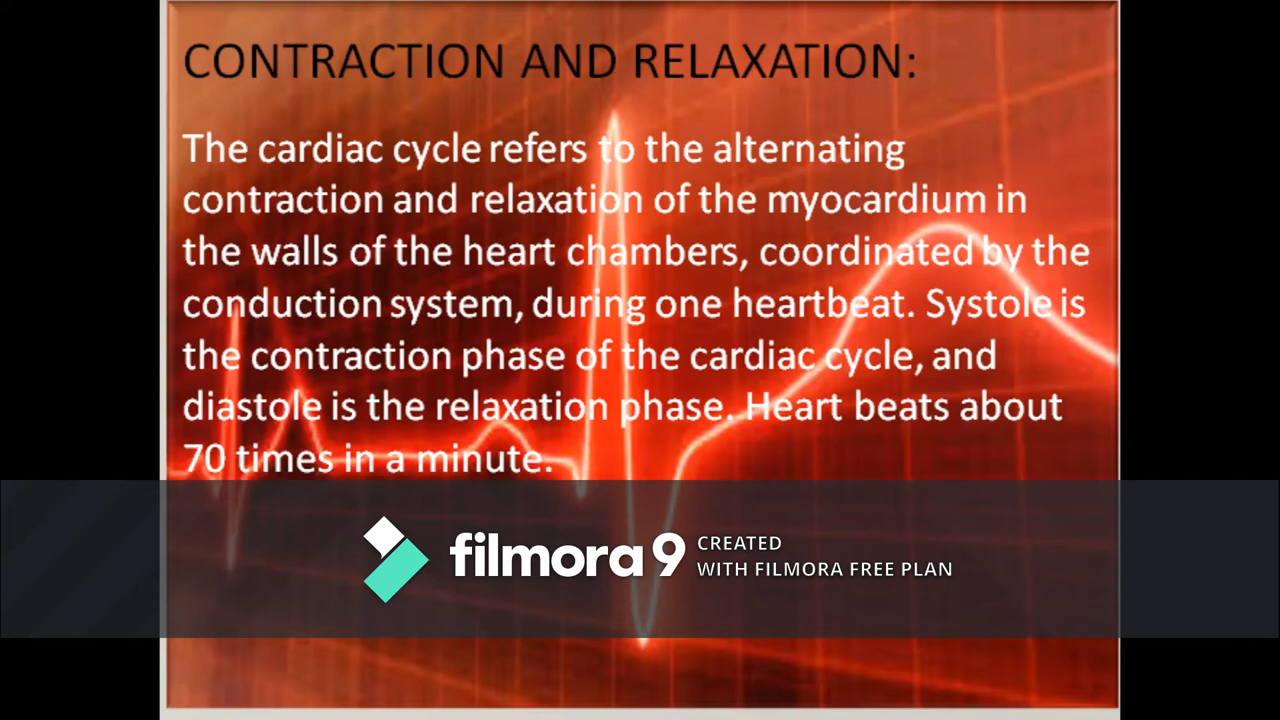 CONTRACTION AND RELAXATION:
The cardiac cycle refers to the alternating
contraction and relaxation of the myocardium in
the walls of the heart chambers, coordinated by the
conduction system, during one heartbeat. Systole is
the contraction phase of the cardiac cycle, and
diastole is the relaxation phase. Heart beats about
70 times in a minute.
filmora9
CREATED
WITH FILMORA FREE PLAN